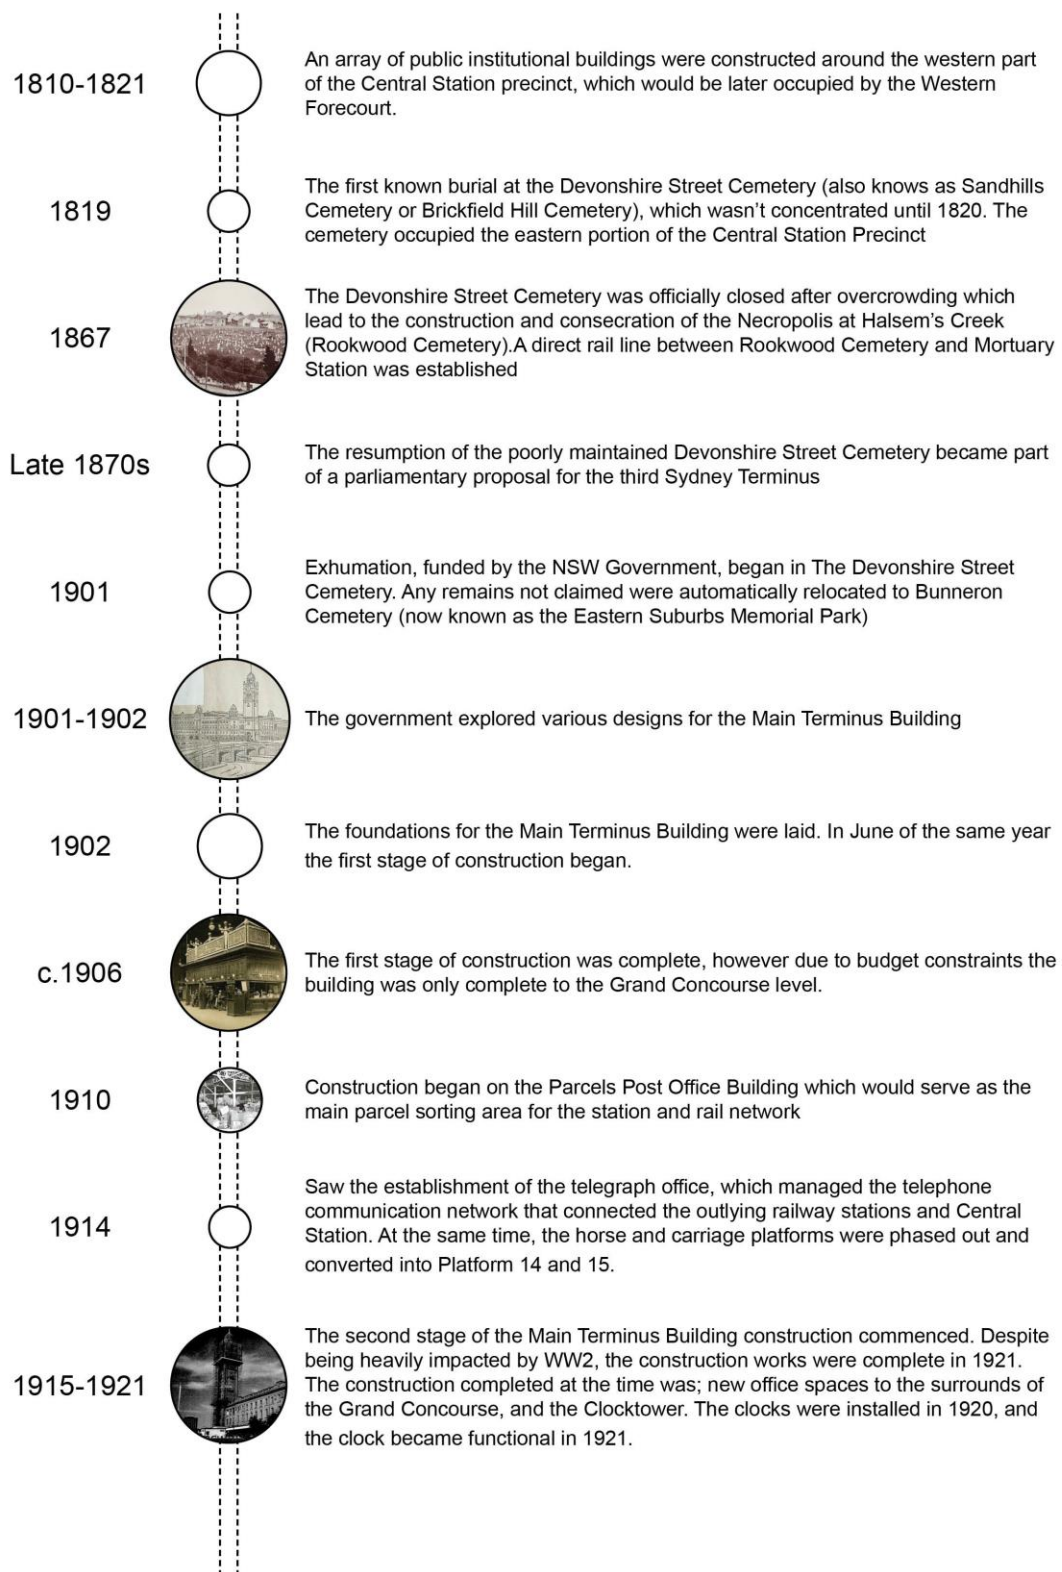 1810-1821
An array of public institutional buildings were constructed around the western part
of the Central Station precinct, which would be later occupied by the Western
Forecourt.
1819
The first known burial at the Devonshire Street Cemetery (also knows as Sandhills
Cemetery or Brickfield Hill Cemetery), which wasn't concentrated until 1820. The
cemetery occupied the eastern portion of the Central Station Precinct
1867
The Devonshire Street Cemetery was officially closed after overcrowding which
lead to the construction and consecration of the Necropolis at Halsem's Creek
(Rookwood Cemetery).A direct rail line between Rookwood Cemetery and Mortuary
Station was established
Late 1870s
The resumption of the poorly maintained Devonshire Street Cemetery became part
of a parliamentary proposal for the third Sydney Terminus
1901
Exhumation, funded by the NSW Government, began in The Devonshire Street
Cemetery. Any remains not claimed were automatically relocated to Bunneron
Cemetery (now known as the Eastern Suburbs Memorial Park)
1901-1902
The government explored various designs for the Main Terminus Building
1902
The foundations for the Main Terminus Building were laid. In June of the same year
the first stage of construction began.
c.1906
The first stage of construction was complete, however due to budget constraints the
building was only complete to the Grand Concourse level.
1910
Construction began on the Parcels Post Office Building which would serve as the
main parcel sorting area for the station and rail network
1914
Saw the establishment of the telegraph office, which managed the telephone
communication network that connected the outlying railway stations and Central
Station. At the same time, the horse and carriage platforms were phased out and
converted into Platform 14 and 15.
1915-1921
The second stage of the Main Terminus Building construction commenced. Despite
being heavily impacted by WW2, the construction works were complete in 1921.
The construction completed at the time was; new office spaces to the surrounds of
the Grand Concourse, and the Clocktower. The clocks were installed in 1920, and
the clock became functional in 1921.